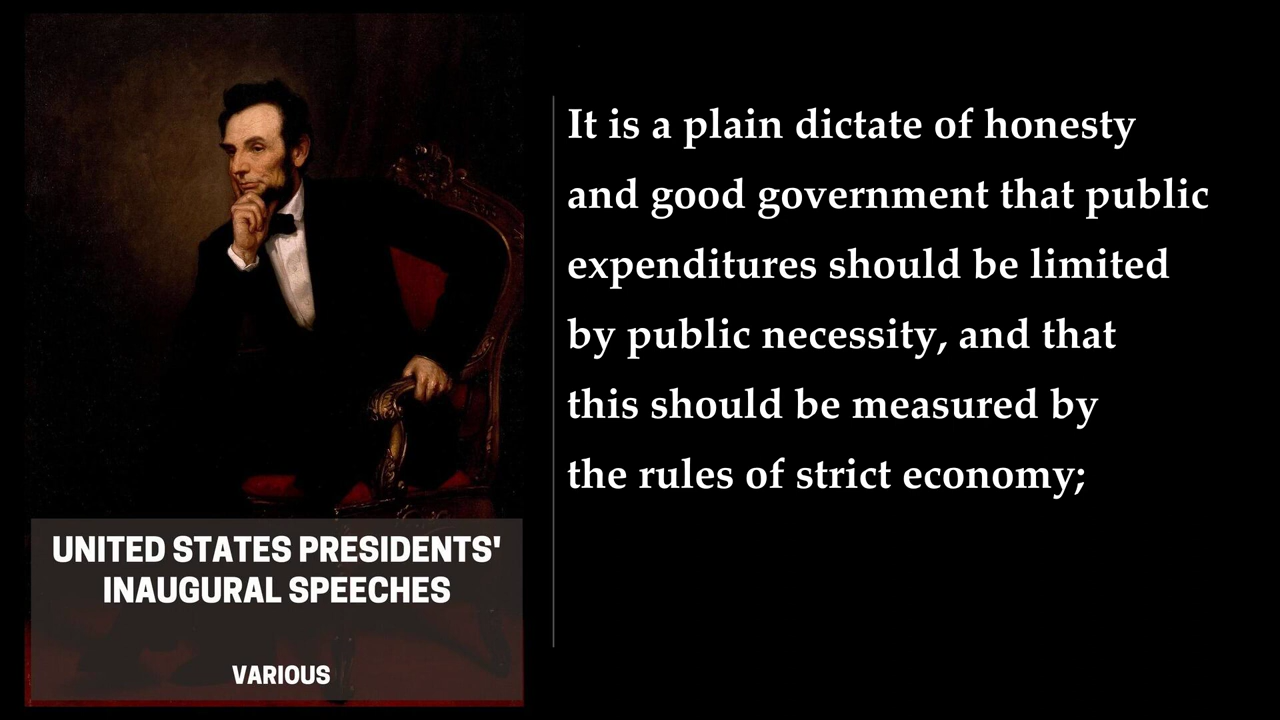 It is a plain dictate of honesty
and good government that public
expenditures should be limited
by public necessity, and that
this should be measured by
the rules of strict economy;
UNITED STATES PRESIDENTS'
INAUGURAL SPEECHES
VARIOUS